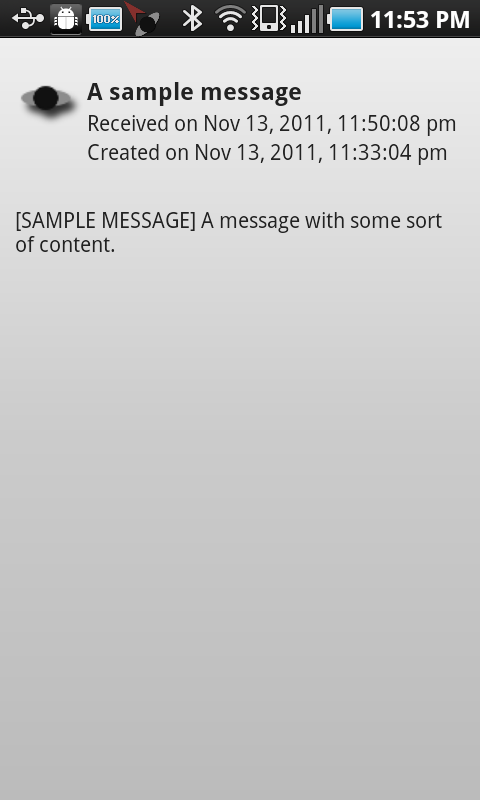 100% 11:53 PM
A sample message
Received on Nov 13, 2011, 11:50:08 pm
Created on Nov 13, 2011, 11:33:04 pm
[SAMPLE MESSAGE] A message with some sort
of content.